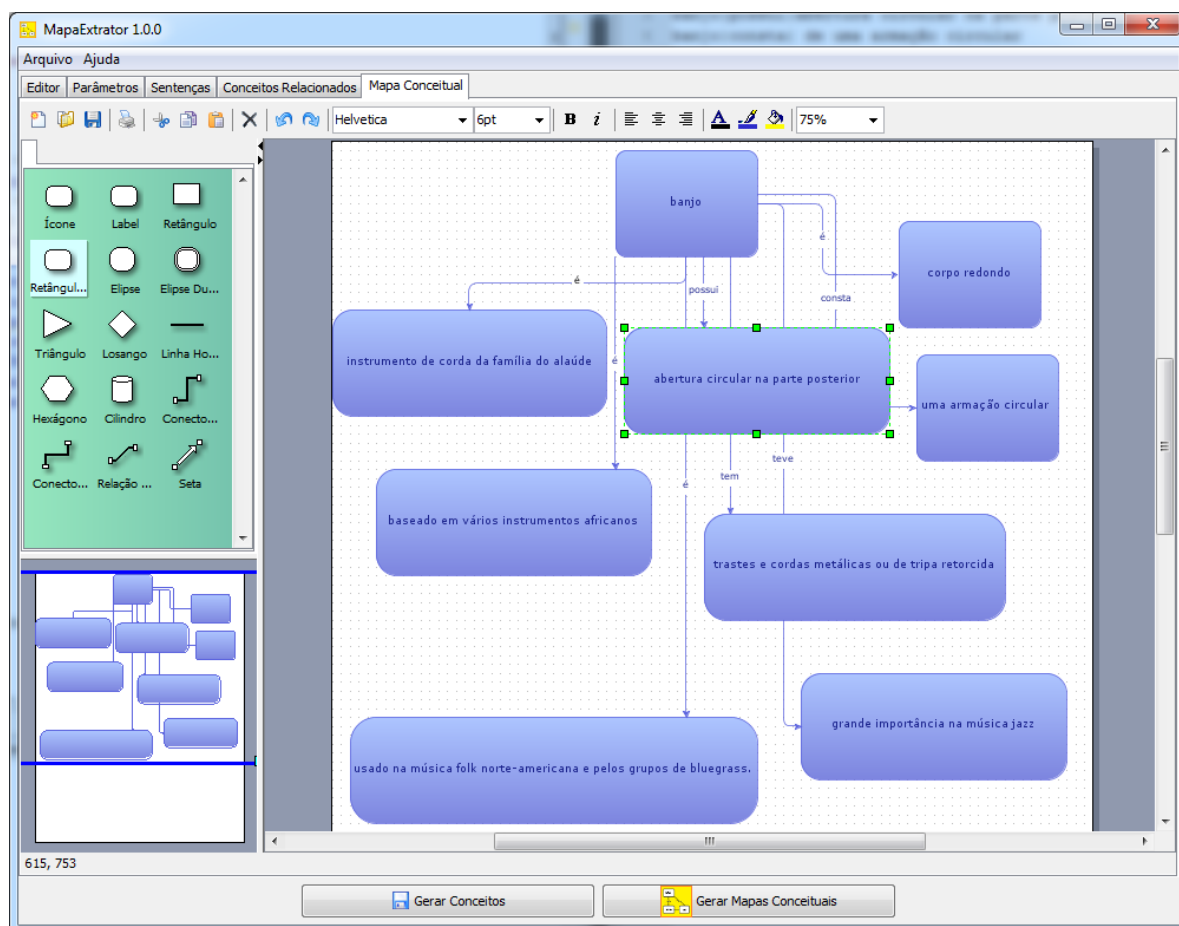 MapaExtrator 1.0.0
Arquivo Ajuda
Editor Parâmetros Sentenças Conceitos Relacionados Mapa Conceitual
Helvetica 6pt B i A 75%
Ícone Label Retângulo
Retângul... Elipse Elipse Du...
Triângulo Losango Linha Ho...
Hexágono Cilindro Conecto...
Conecto... Relação ... Seta
banjo
é
corpo redondo
é
possui
consta
instrumento de corda da família do alaúde
é
abertura circular na parte posterior
uma armação circular
teve
tem
é
baseado em vários instrumentos africanos
trastes e cordas metálicas ou de tripa retorcida
grande importância na música jazz
usado na música folk norte-americana e pelos grupos de bluegrass.
615, 753
Gerar Conceitos Gerar Mapas Conceituais